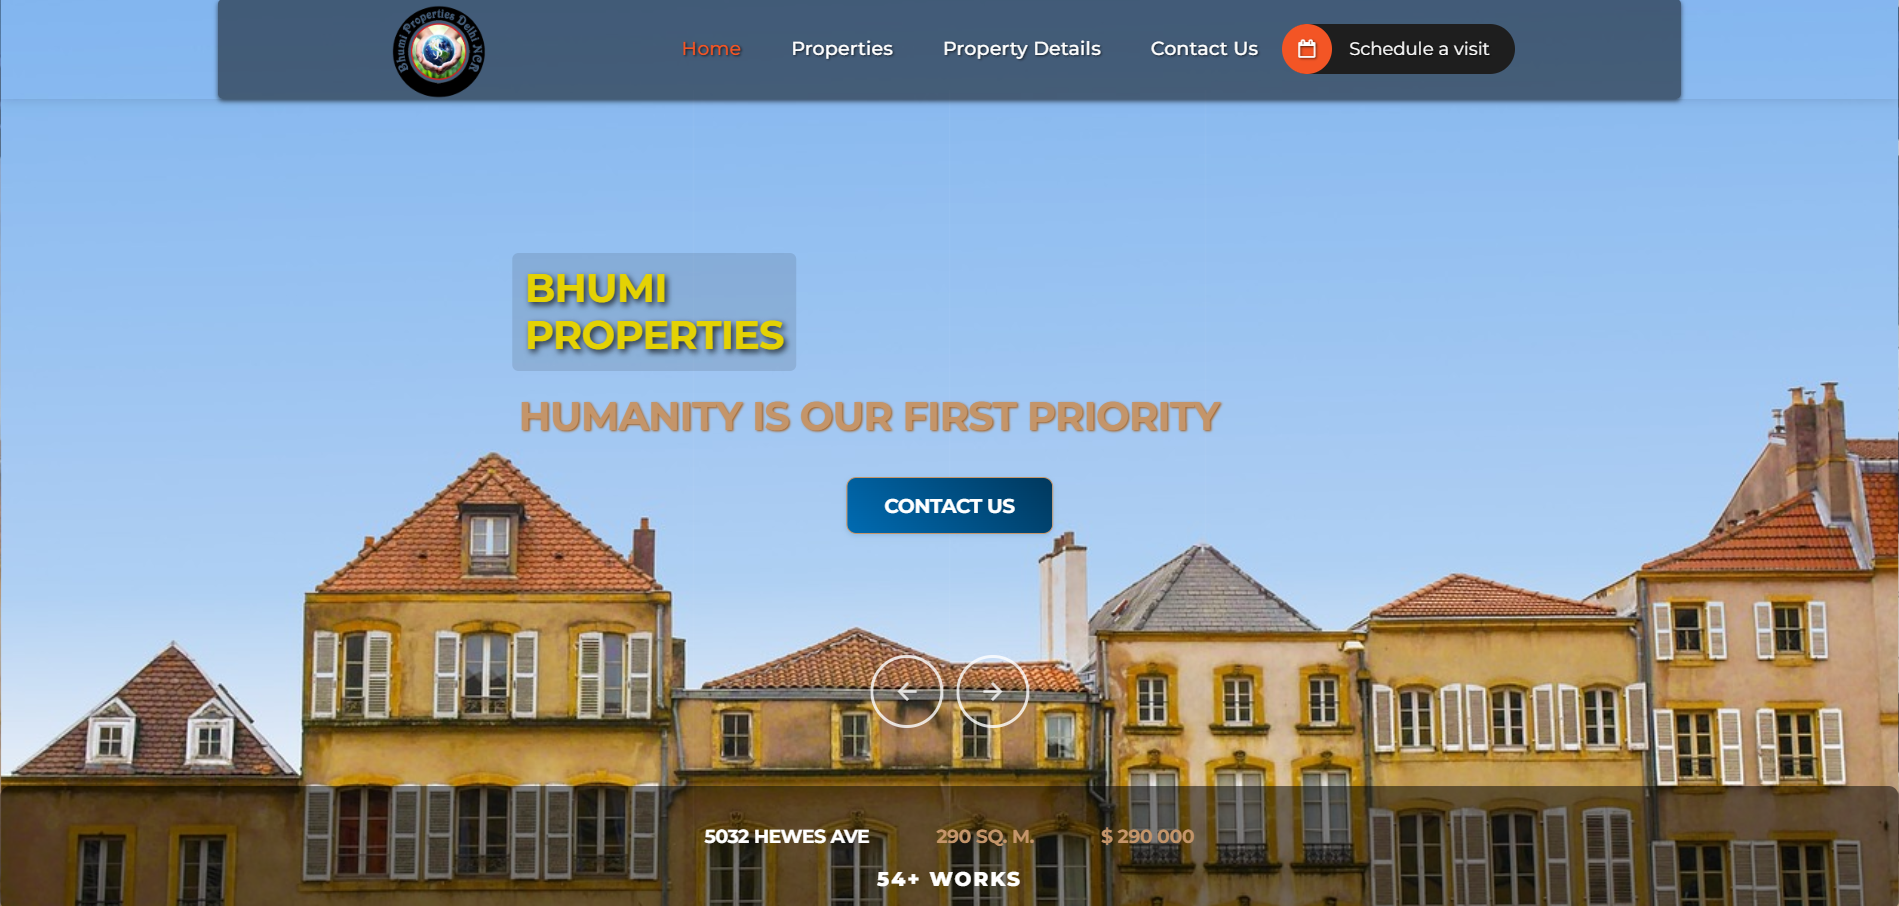 Bhumi Properties Delhi NCR
Home
Properties
Property Details
Contact Us
Schedule a visit
BHUMI
PROPERTIES
HUMANITY IS OUR FIRST PRIORITY
CONTACT US
5032 HEWES AVE
290 SQ. M.
$ 290 000
54+ WORKS